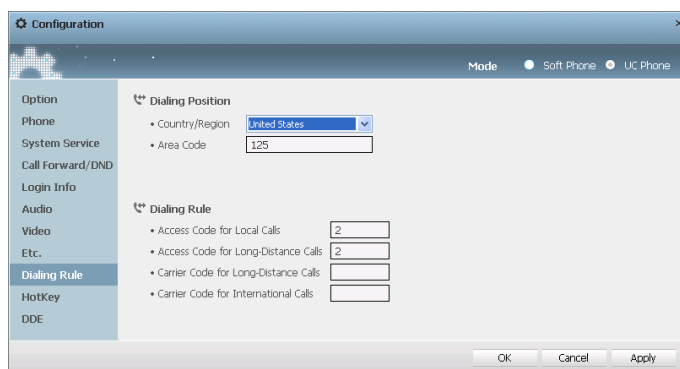 Configuration
Mode Soft Phone UC Phone
Option
Phone
System Service
Call Forward/DND
Login Info
Audio
Video
Etc.
Dialing Rule
HotKey
DDE
Dialing Position
• Country/Region United States
• Area Code 125
Dialing Rule
• Access Code for Local Calls 2
• Access Code for Long-Distance Calls 2
• Carrier Code for Long-Distance Calls
• Carrier Code for International Calls
OK Cancel Apply